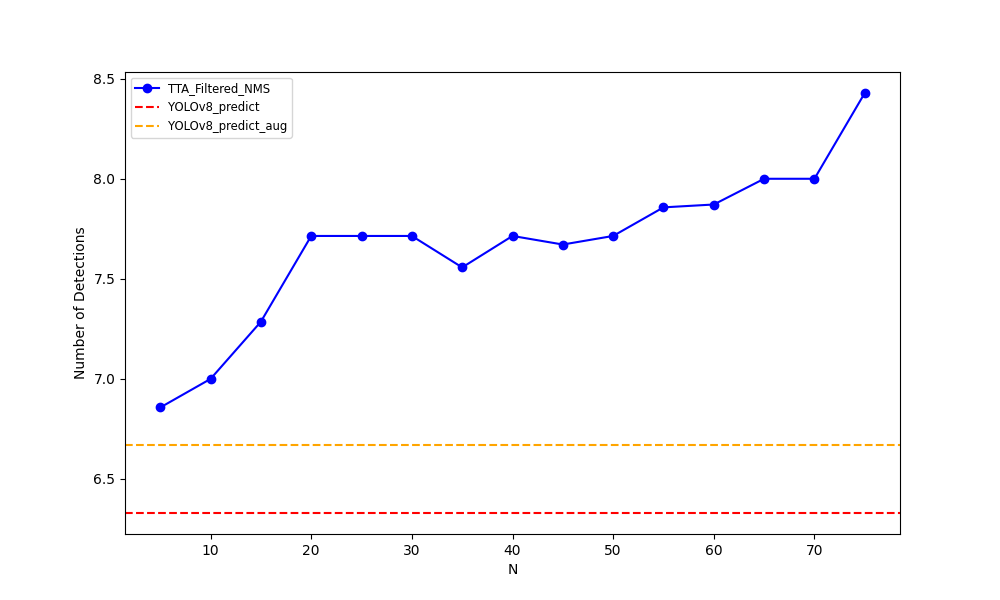 8.5
8.0
7.5
7.0
6.5
Number of Detections
TTA_Filtered_NMS
YOLOv8_predict
YOLOv8_predict_aug
10 20 30 40 50 60 70
N